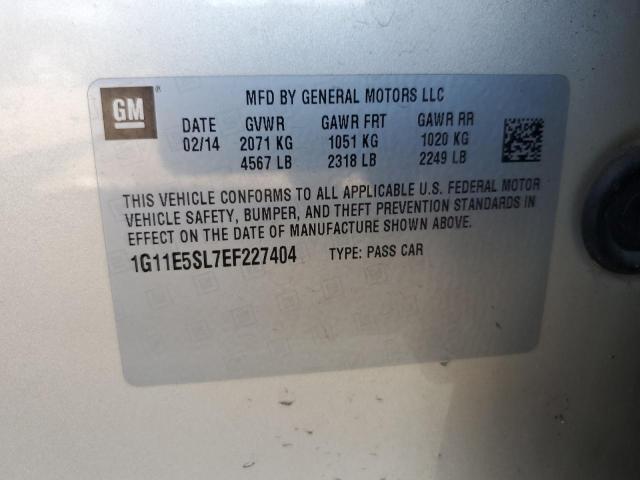 GM ®
MFD BY GENERAL MOTORS LLC
DATE GVWR GAWR FRT GAWR RR
02/14 2071 KG 1051 KG 1020 KG
4567 LB 2318 LB 2249 LB
THIS VEHICLE CONFORMS TO ALL APPLICABLE U.S. FEDERAL MOTOR
VEHICLE SAFETY, BUMPER, AND THEFT PREVENTION STANDARDS IN
EFFECT ON THE DATE OF MANUFACTURE SHOWN ABOVE.
1G11E5SL7EF227404 TYPE: PASS CAR